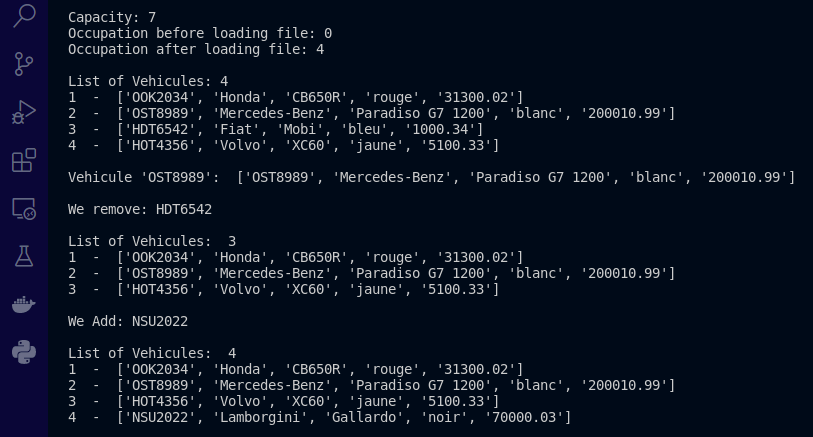 Capacity: 7
Occupation before loading file: 0
Occupation after loading file: 4
List of Vehicules: 4
1  -  ['OOK2034', 'Honda', 'CB650R', 'rouge', '31300.02']
2  -  ['OST8989', 'Mercedes-Benz', 'Paradiso G7 1200', 'blanc', '200010.99']
3  -  ['HDT6542', 'Fiat', 'Mobi', 'bleu', '1000.34']
4  -  ['HOT4356', 'Volvo', 'XC60', 'jaune', '5100.33']
Vehicule 'OST8989':  ['OST8989', 'Mercedes-Benz', 'Paradiso G7 1200', 'blanc', '200010.99']
We remove: HDT6542
List of Vehicules:  3
1  -  ['OOK2034', 'Honda', 'CB650R', 'rouge', '31300.02']
2  -  ['OST8989', 'Mercedes-Benz', 'Paradiso G7 1200', 'blanc', '200010.99']
3  -  ['HOT4356', 'Volvo', 'XC60', 'jaune', '5100.33']
We Add: NSU2022
List of Vehicules:  4
1  -  ['OOK2034', 'Honda', 'CB650R', 'rouge', '31300.02']
2  -  ['OST8989', 'Mercedes-Benz', 'Paradiso G7 1200', 'blanc', '200010.99']
3  -  ['HOT4356', 'Volvo', 'XC60', 'jaune', '5100.33']
4  -  ['NSU2022', 'Lamborgini', 'Gallardo', 'noir', '70000.03']